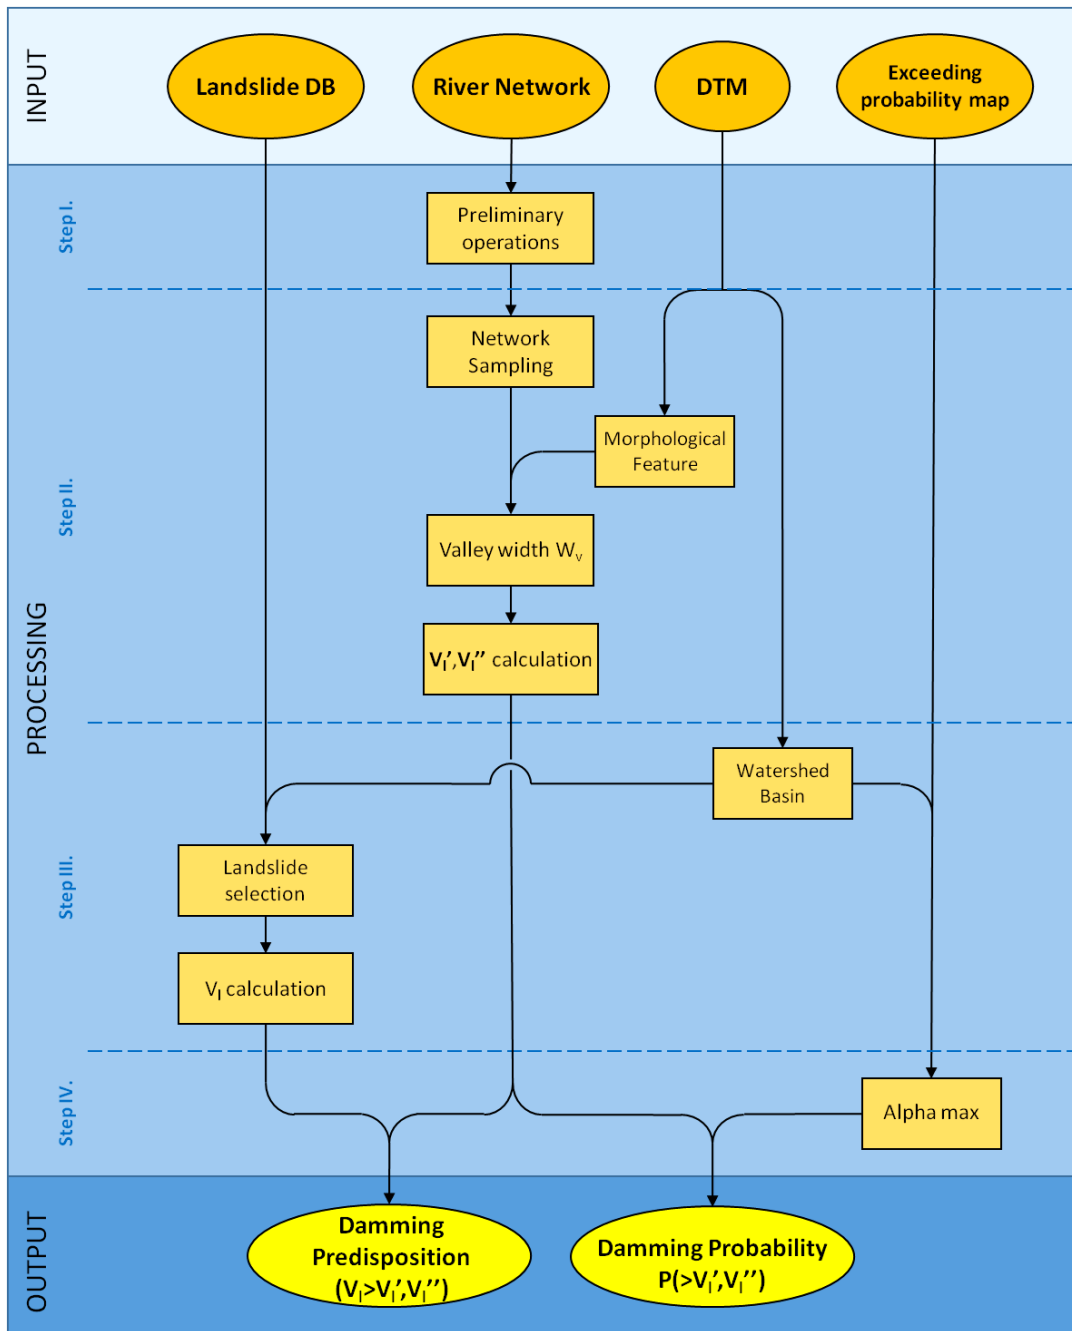 INPUT
Landslide DB
River Network
DTM
Exceeding
probability map
PROCESSING
Step I.
Preliminary
operations
Step II.
Network
Sampling
Morphological
Feature
Valley width Wv
Vl’,Vl’’ calculation
Step III.
Watershed
Basin
Landslide
selection
Vl calculation
Step IV.
Alpha max
OUTPUT
Damming
Predisposition
(Vl>Vl’,Vl’’)
Damming Probability
P(>Vl’,Vl’’)